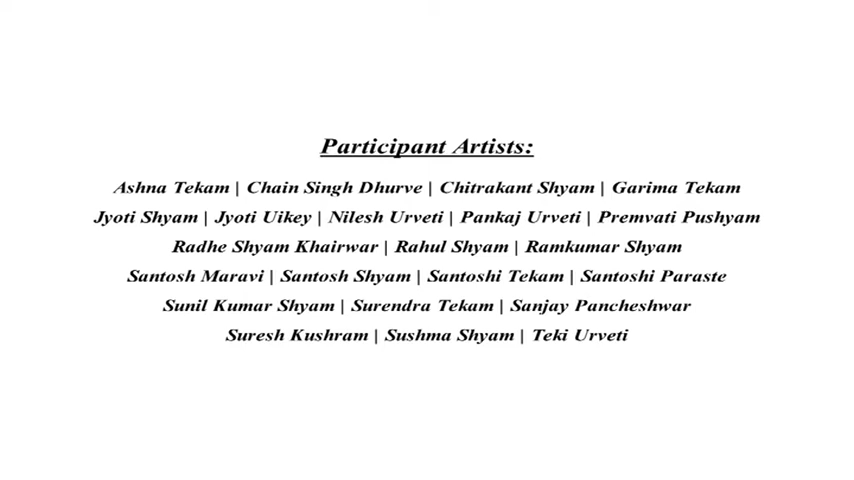 Participant Artists:
Ashna Tekam | Chain Singh Dhurve | Chitrakant Shyam | Garima Tekam
Jyoti Shyam | Jyoti Uikey | Nilesh Urveti | Pankaj Urveti | Premvati Pushyam
Radhe Shyam Khairwar | Rahul Shyam | Ramkumar Shyam
Santosh Maravi | Santosh Shyam | Santoshi Tekam | Santoshi Paraste
Sunil Kumar Shyam | Surendra Tekam | Sanjay Pancheshwar
Suresh Kushram | Sushma Shyam | Teki Urveti